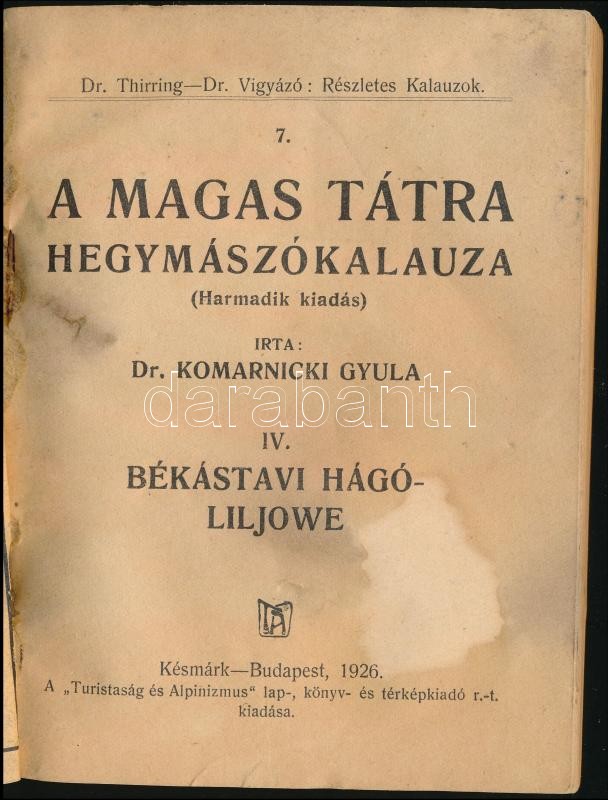 Dr. Thirring—Dr. Vigyázó: Részletes Kalauzok.
7.
A MAGAS TÁTRA
HEGYMÁSZÓKALAUZA
(Harmadik kiadás)
IRTA:
Dr. KOMARNICKI GYULA
darabanth
IV.
BÉKÁSTAVI HÁGÓ-
LILJOWE
Késmárk—Budapest, 1926.
A „Turistaság és Alpinizmus“ lap-, könyv- és térképkiadó r.-t.
kiadása.